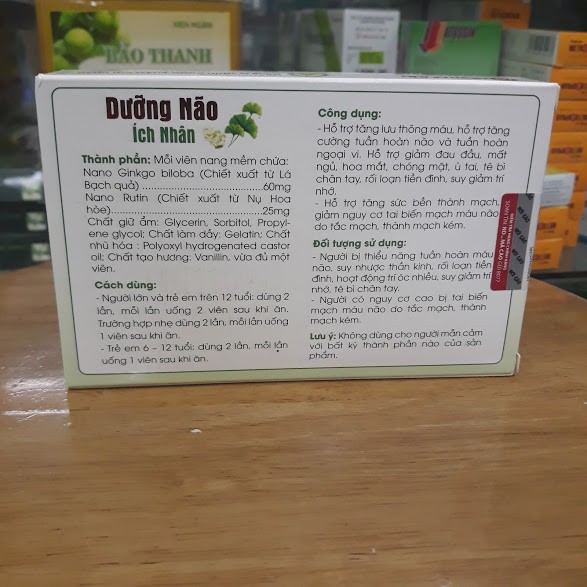 VIÊN NGẬM
BẢO THANH
ATUSSIN
Dưỡng Não
Ích Nhân
Thành phần: Mỗi viên nang mềm chứa:
Nano Ginkgo biloba (Chiết xuất từ Lá
Bạch quả) ....................................60mg
Nano Rutin (Chiết xuất từ Nụ Hoa
hòe)..............................................25mg
Chất giữ ẩm: Glycerin, Sorbitol, Propyl-
ene glycol; Chất làm dầy: Gelatin; Chất
nhũ hóa : Polyoxyl hydrogenated castor
oil; Chất tạo hương: Vanillin, vừa đủ một
viên.
Cách dùng:
- Người lớn và trẻ em trên 12 tuổi: dùng 2
lần, mỗi lần uống 2 viên sau khi ăn.
Trường hợp nhẹ dùng 2 lần, mỗi lần uống
1 viên sau khi ăn.
- Trẻ em 6 – 12 tuổi: dùng 2 lần, mỗi lần
uống 1 viên sau khi ăn.
Công dụng:
- Hỗ trợ tăng lưu thông máu, hỗ trợ tăng
cường tuần hoàn não và tuần hoàn
ngoại vi. Hỗ trợ giảm đau đầu, mất
ngủ, hoa mắt, chóng mặt, ù tai, tê bì
chân tay, rối loạn tiền đình, suy giảm trí
nhớ.
- Hỗ trợ tăng sức bền thành mạch,
giảm nguy cơ tai biến mạch máu não
do tắc mạch, thành mạch kém.
Đối tượng sử dụng:
- Người bị thiểu năng tuần hoàn máu
não, suy nhược thần kinh, rối loạn tiền
đình, hoạt động trí óc nhiều, suy giảm trí
nhớ, tê bì chân tay.
- Người có nguy cơ cao bị tai biến
mạch máu não do tắc mạch, thành
mạch kém.
Lưu ý: Không dùng cho người mẫn cảm
với bất kỳ thành phần nào của sản
phẩm.